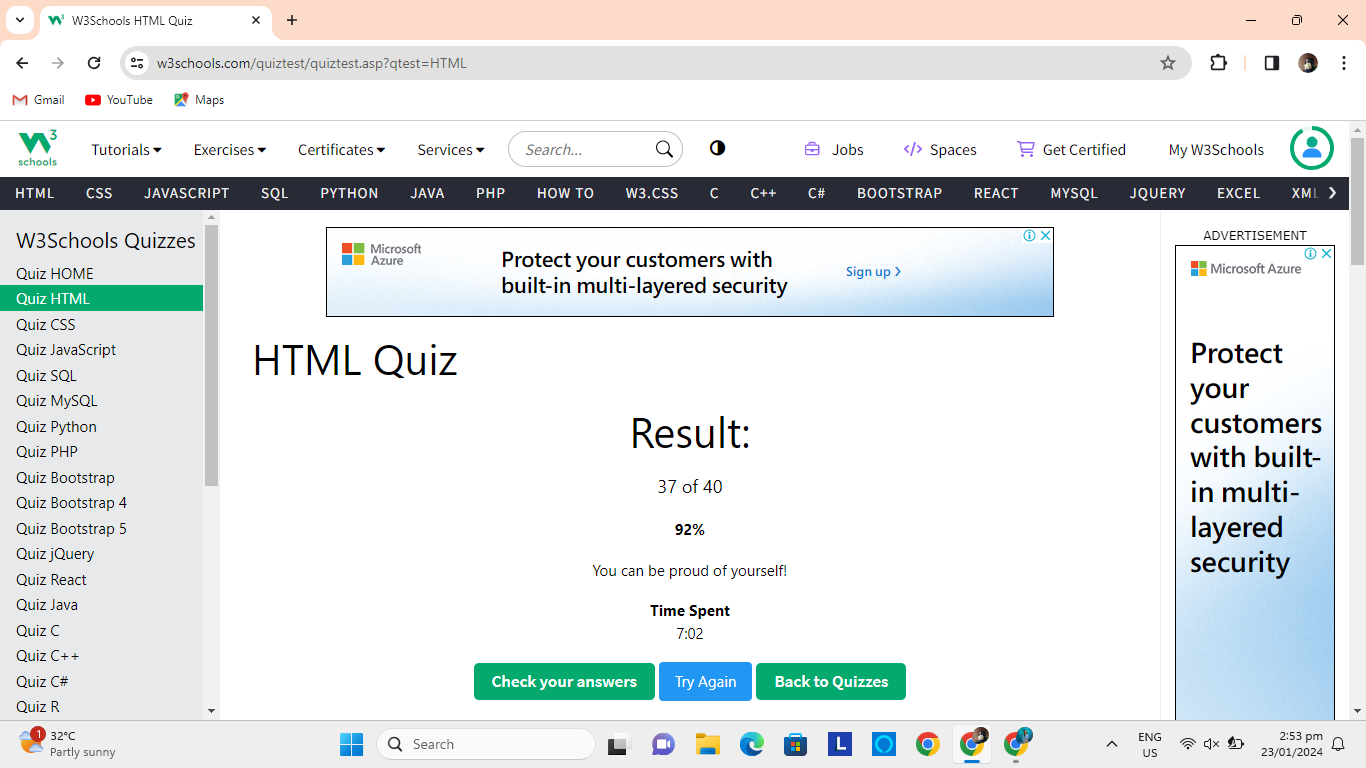 W3Schools HTML Quiz
w3schools.com/quiztest/quiztest.asp?qtest=HTML
Gmail YouTube Maps
W3 schools
Tutorials Exercises Certificates Services Search... Jobs Spaces Get Certified My W3Schools
HTML CSS JAVASCRIPT SQL PYTHON JAVA PHP HOW TO W3.CSS C C++ C# BOOTSTRAP REACT MYSQL JQUERY EXCEL XML
W3Schools Quizzes
Quiz HOME
Quiz HTML
Quiz CSS
Quiz JavaScript
Quiz SQL
Quiz MySQL
Quiz Python
Quiz PHP
Quiz Bootstrap
Quiz Bootstrap 4
Quiz Bootstrap 5
Quiz jQuery
Quiz React
Quiz Java
Quiz C
Quiz C++
Quiz C#
Quiz R
Microsoft
Azure
Protect your customers with
built-in multi-layered security
Sign up
HTML Quiz
Result:
37 of 40
92%
You can be proud of yourself!
Time Spent
7:02
Check your answers Try Again Back to Quizzes
ADVERTISEMENT
Microsoft Azure
Protect
your
customers
with built-
in multi-
layered
security
1
32°C
Partly sunny
Search
L
ENG
US
2:53 pm
23/01/2024